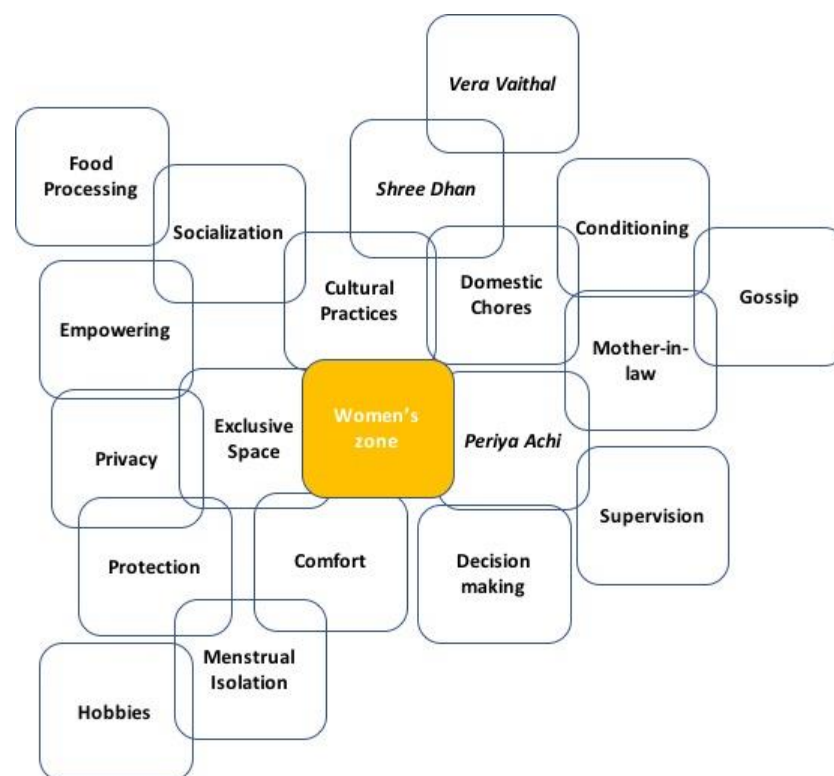 Vera Vaithal
Food
Processing
Shree Dhan
Socialization
Conditioning
Cultural
Practices
Domestic
Chores
Gossip
Empowering
Mother-in-
law
Exclusive
Space
Women's
zone
Periya Achi
Privacy
Supervision
Protection
Comfort
Decision
making
Menstrual
Isolation
Hobbies